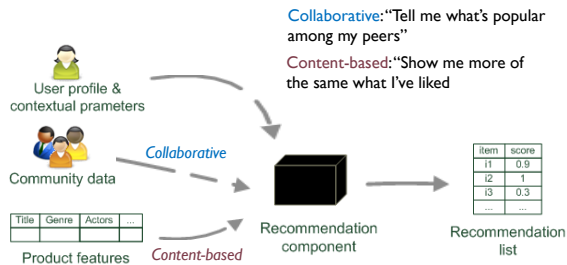 Collaborative:“Tell me what’s popular
among my peers”
Content-based:“Show me more of
the same what I’ve liked
User profile &
contextual prameters
Collaborative
Community data
Title Genre Actors ...
Product features
Content-based
Recommendation
component
item score
i1 0.9
i2 1
i3 0.3
... ...
Recommendation
list